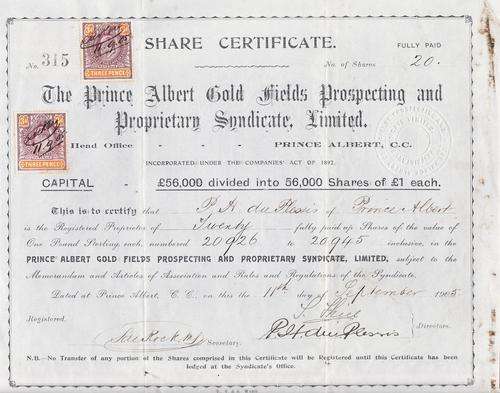 SHARE CERTIFICATE.
FULLY PAID
No. 315
No. of Shares 20.
THREE PENCE
THREE PENCE
The Prince Albert Gold Fields Prospecting and
Proprietary Syndicate, Limited.
Head Office - - - PRINCE ALBERT, C.C.
INCORPORATED UNDER THE COMPANIES' ACT OF 1892.
CAPITAL - - £56,000 divided into 56,000 Shares of £1 each.
This is to certify that P. H. du Plessis of Prince Albert
is the Registered Proprietor of Twenty fully paid up Shares of the value of
One Pound Sterling each, numbered 20926 to 20945 inclusive, in the
PRINCE ALBERT GOLD FIELDS PROSPECTING AND PROPRIETARY SYNDICATE, LIMITED, subject to the
Memorandum and Articles of Association and Rules and Regulations of the Syndicate.
Dated at Prince Albert, C. C., on this the 11th day of September 1905
Registered.
Secretary.
P. H. du Plessis
Directors.
N.B.—No Transfer of any portion of the Shares comprised in this Certificate will be Registered until this Certificate has been
lodged at the Syndicate's Office.